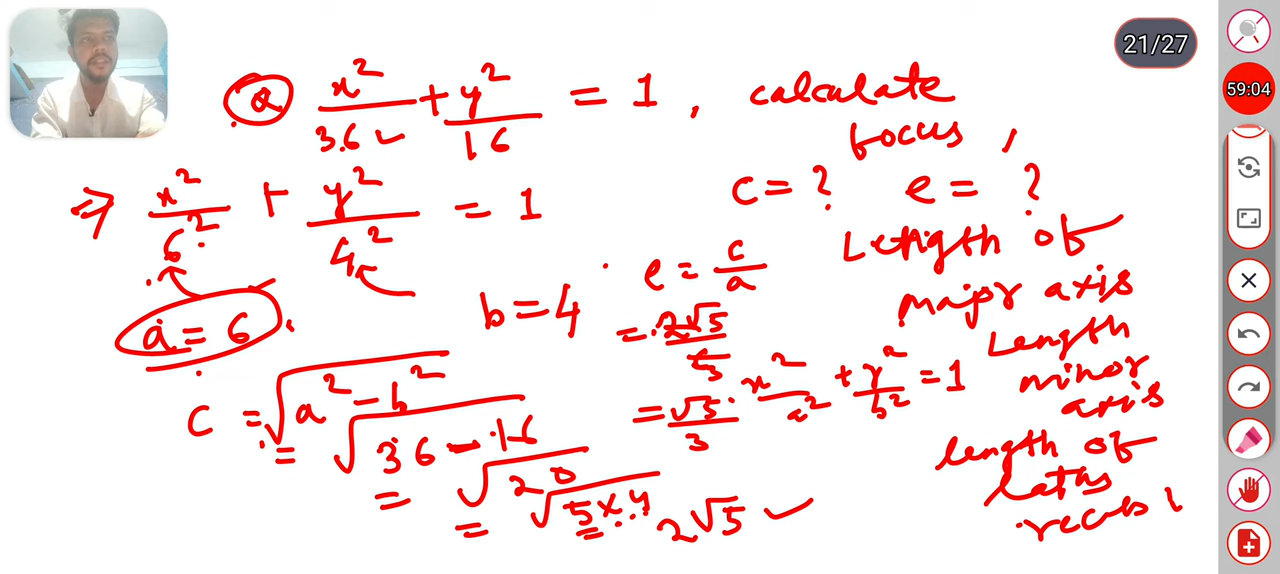 21/27
59:04
Q x²/36 + y²/16 = 1, calculate
focus,
c = ? e = ?
⇒ x²/6² + y²/4² = 1
Length of
major axis
Length
minor
axis
length of
latus
recus
a = 6
b = 4
e = c/a
= 2√5/
= √5/3
x²/a² + y²/b² = 1
c = √a² - b²
= √36 - 16
= √20
= √5×4
2√5 ✓